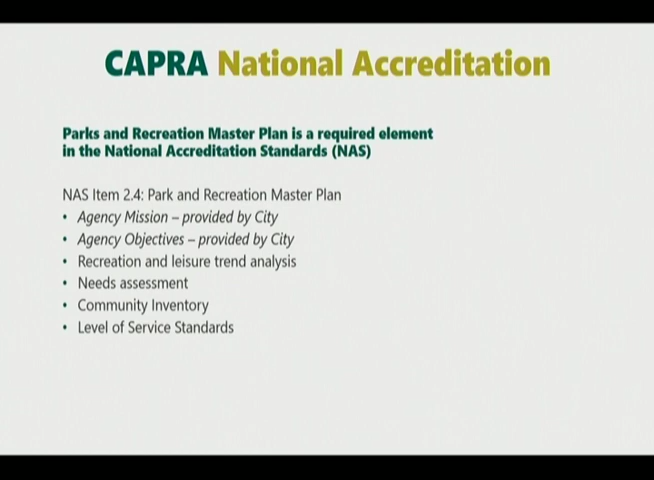 CAPRA National Accreditation
Parks and Recreation Master Plan is a required element
in the National Accreditation Standards (NAS)
NAS Item 2.4: Park and Recreation Master Plan
• Agency Mission – provided by City
• Agency Objectives – provided by City
• Recreation and leisure trend analysis
• Needs assessment
• Community Inventory
• Level of Service Standards